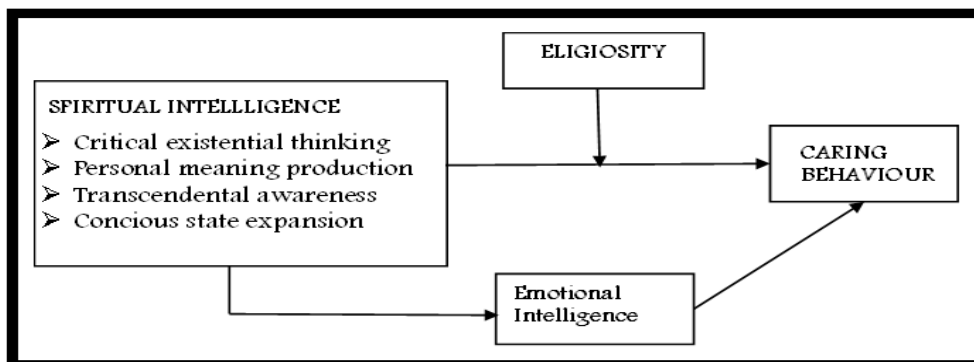 ELIGIOSITY
SPIRITUAL INTELLLIGENCE
➢ Critical existential thinking
➢ Personal meaning production
➢ Transcendental awareness
➢ Concious state expansion
CARING
BEHAVIOUR
Emotional
Intelligence